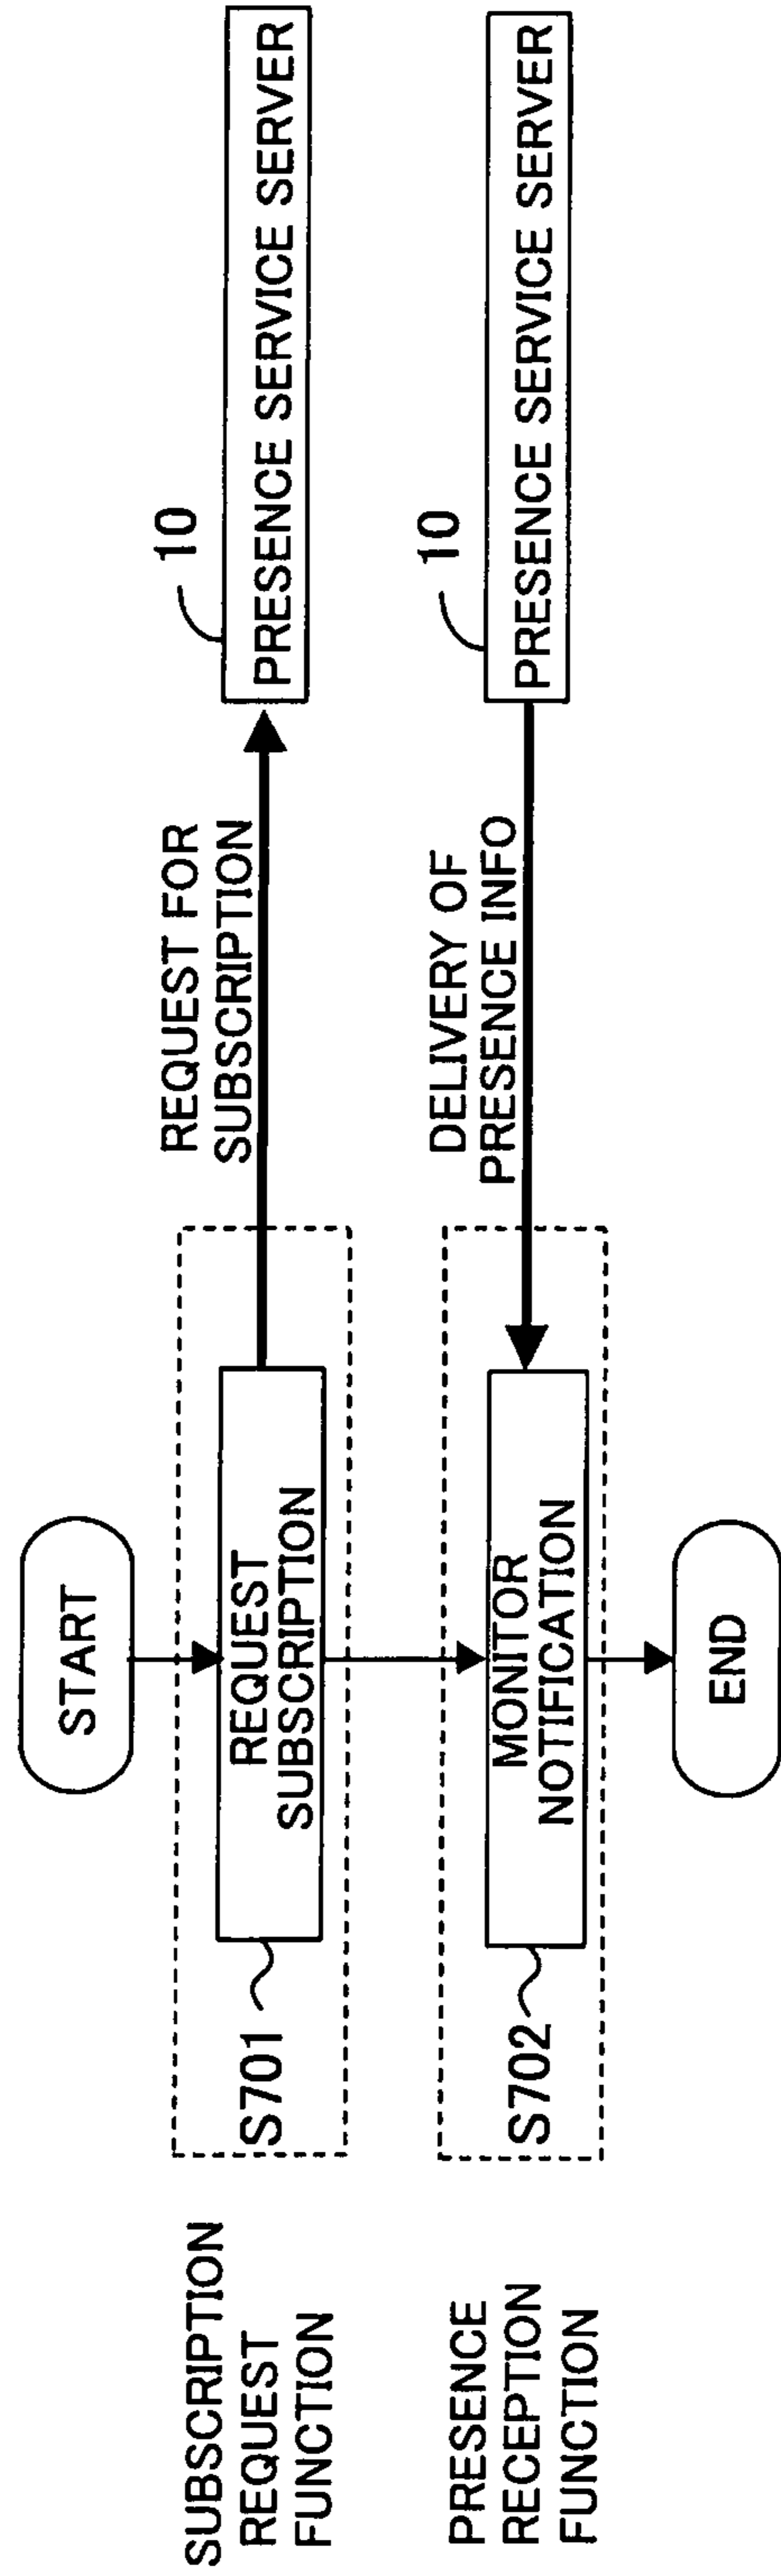 START
SUBSCRIPTION
REQUEST
FUNCTION
S701
REQUEST
SUBSCRIPTION
REQUEST FOR
SUBSCRIPTION
10
PRESENCE SERVICE SERVER
PRESENCE
RECEPTION
FUNCTION
S702
MONITOR
NOTIFICATION
DELIVERY OF
PRESENCE INFO
10
PRESENCE SERVICE SERVER
END